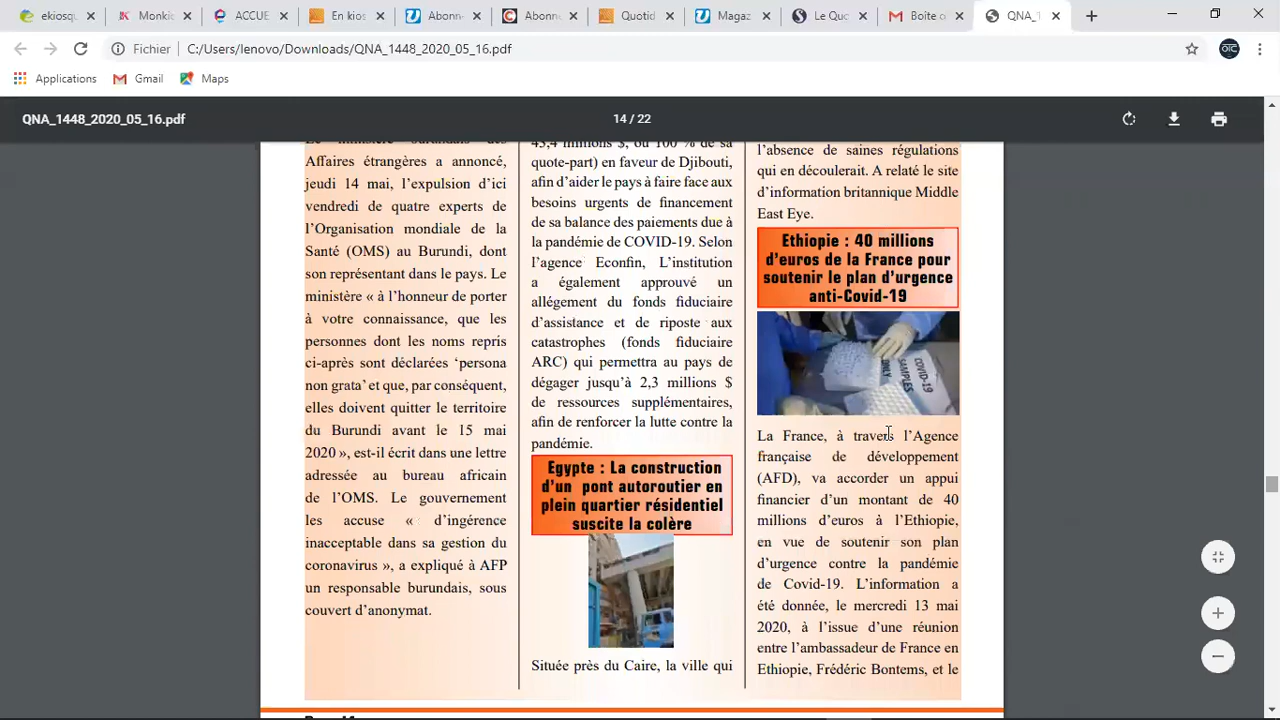 ekiosq
Monkic
ACCUE
En kios
Abonn
Abonne
Quotid
Magaz
Le Que
Boîte o
QNA_1
Fichier
C:/Users/lenovo/Downloads/QNA_1448_2020_05_16.pdf
Applications
Gmail
Maps
QNA_1448_2020_05_16.pdf
14 / 22
Affaires étrangères a annoncé,
jeudi 14 mai, l'expulsion d'ici
vendredi de quatre experts de
l'Organisation mondiale de la
Santé (OMS) au Burundi, dont
son représentant dans le pays. Le
ministère « à l'honneur de porter
à votre connaissance, que les
personnes dont les noms repris
ci-après sont déclarées 'persona
non grata' et que, par conséquent,
elles doivent quitter le territoire
du Burundi avant le 15 mai
2020 », est-il écrit dans une lettre
adressée au bureau africain
de l'OMS. Le gouvernement
les accuse « d'ingérence
inacceptable dans sa gestion du
coronavirus », a expliqué à AFP
un responsable burundais, sous
couvert d'anonymat.
43,4 millions $, ou 100 % de sa
quote-part) en faveur de Djibouti,
afin d'aider le pays à faire face aux
besoins urgents de financement
de sa balance des paiements due à
la pandémie de COVID-19. Selon
l'agence Econfin, L'institution
a également approuvé un
allégement du fonds fiduciaire
d'assistance et de riposte aux
catastrophes (fonds fiduciaire
ARC) qui permettra au pays de
dégager jusqu'à 2,3 millions $
de ressources supplémentaires,
afin de renforcer la lutte contre la
pandémie.
Egypte : La construction
d'un pont autoroutier en
plein quartier résidentiel
suscite la colère
Située près du Caire, la ville qui
l'absence de saines régulations
qui en découlerait. A relaté le site
d'information britannique Middle
East Eye.
Ethiopie : 40 millions
d'euros de la France pour
soutenir le plan d'urgence
anti-Covid-19
COVID-19
SAMPLES
ONLY
La France, à travers l'Agence
française de développement
(AFD), va accorder un appui
financier d'un montant de 40
millions d'euros à l'Ethiopie,
en vue de soutenir son plan
d'urgence contre la pandémie
de Covid-19. L'information a
été donnée, le mercredi 13 mai
2020, à l'issue d'une réunion
entre l'ambassadeur de France en
Ethiopie, Frédéric Bontems, et le